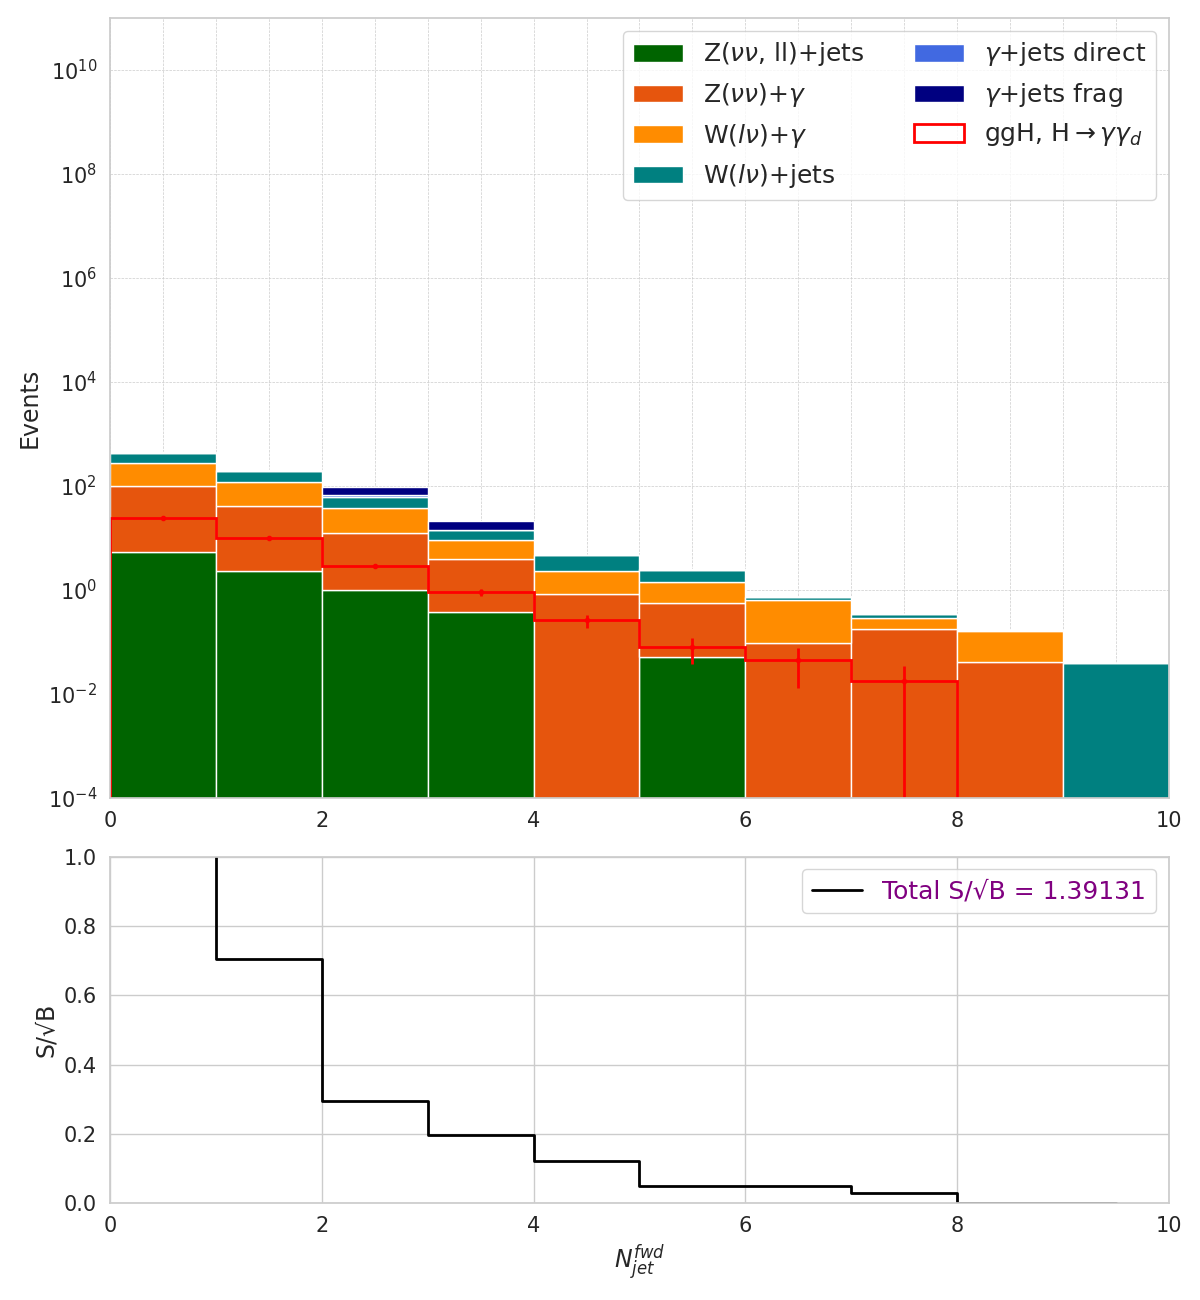 Z(νν, ll)+jets
Z(νν)+γ
W(lν)+γ
W(lν)+jets
γ+jets direct
γ+jets frag
ggH, H→γγ_d
Events
10^10
10^8
10^6
10^4
10^2
10^0
10^−2
10^−4
0 2 4 6 8 10
Total S/√B = 1.39131
S/√B
1.0
0.8
0.6
0.4
0.2
0.0
0 2 4 6 8 10
N_jet^fwd